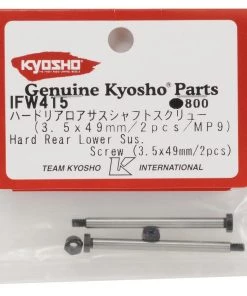 KYOSHO
Genuine Kyosho® Parts
IFW415 ●800
ハードリアロアサスシャフトスクリュー
(3.5x49mm/2pcs/MP9)
Hard Rear Lower Sus.
Screw (3.5x49mm/2pcs)
TEAM KYOSHO K INTERNATIONAL